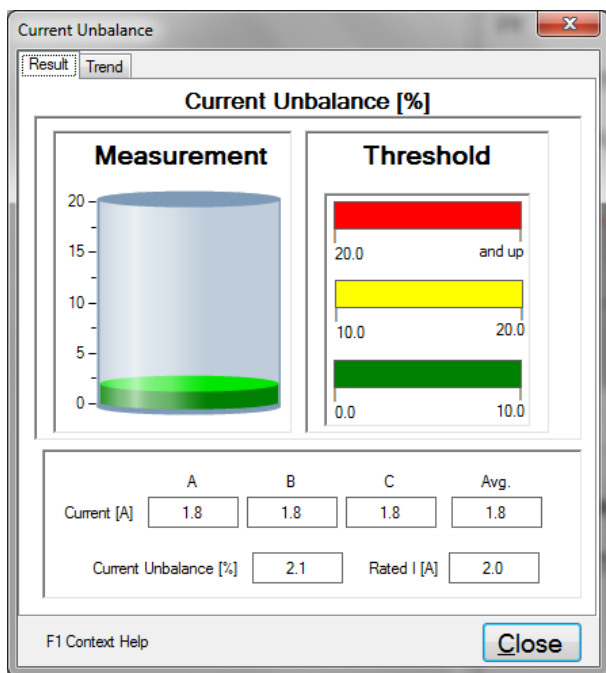 Current Unbalance
Result Trend
Current Unbalance [%]
Measurement Threshold
20
15
10
5
0
20.0 and up
10.0 20.0
0.0 10.0
A B C Avg.
Current [A] 1.8 1.8 1.8 1.8
Current Unbalance [%] 2.1 Rated I [A] 2.0
F1 Context Help Close